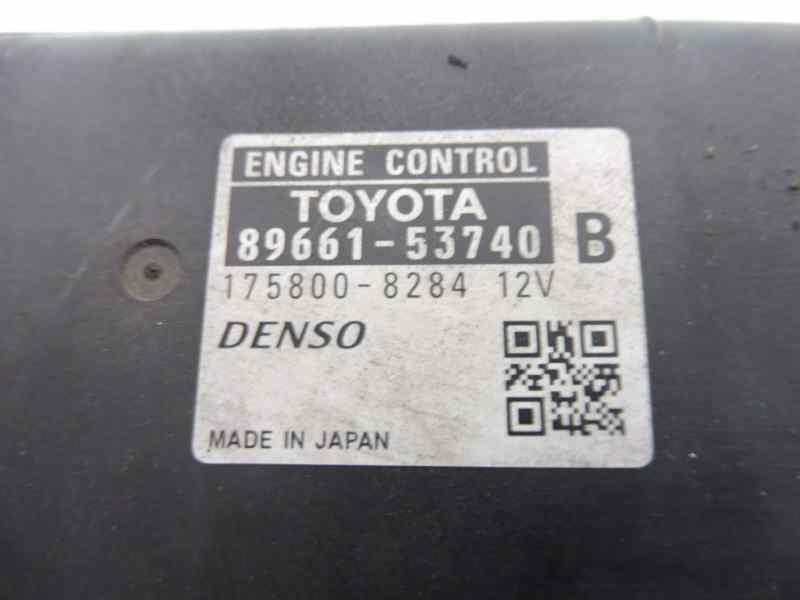 ENGINE CONTROL
TOYOTA
89661-53740 B
175800-8284 12V
DENSO
MADE IN JAPAN